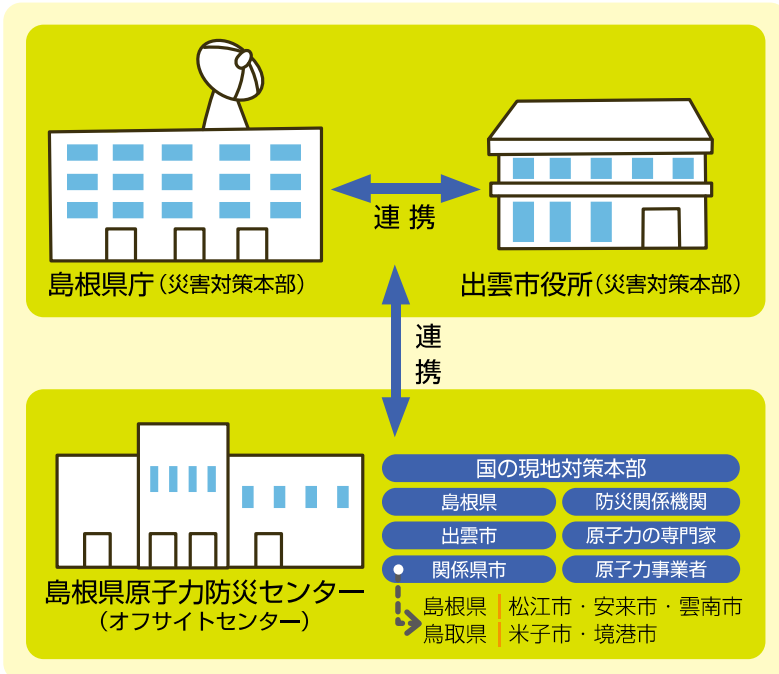 連携
島根県庁(災害対策本部)
出雲市役所(災害対策本部)
連
携
国の現地対策本部
島根県
防災関係機関
出雲市
原子力の専門家
関係県市
原子力事業者
島根県原子力防災センター
(オフサイトセンター)
島根県|松江市・安来市・雲南市
鳥取県|米子市・境港市